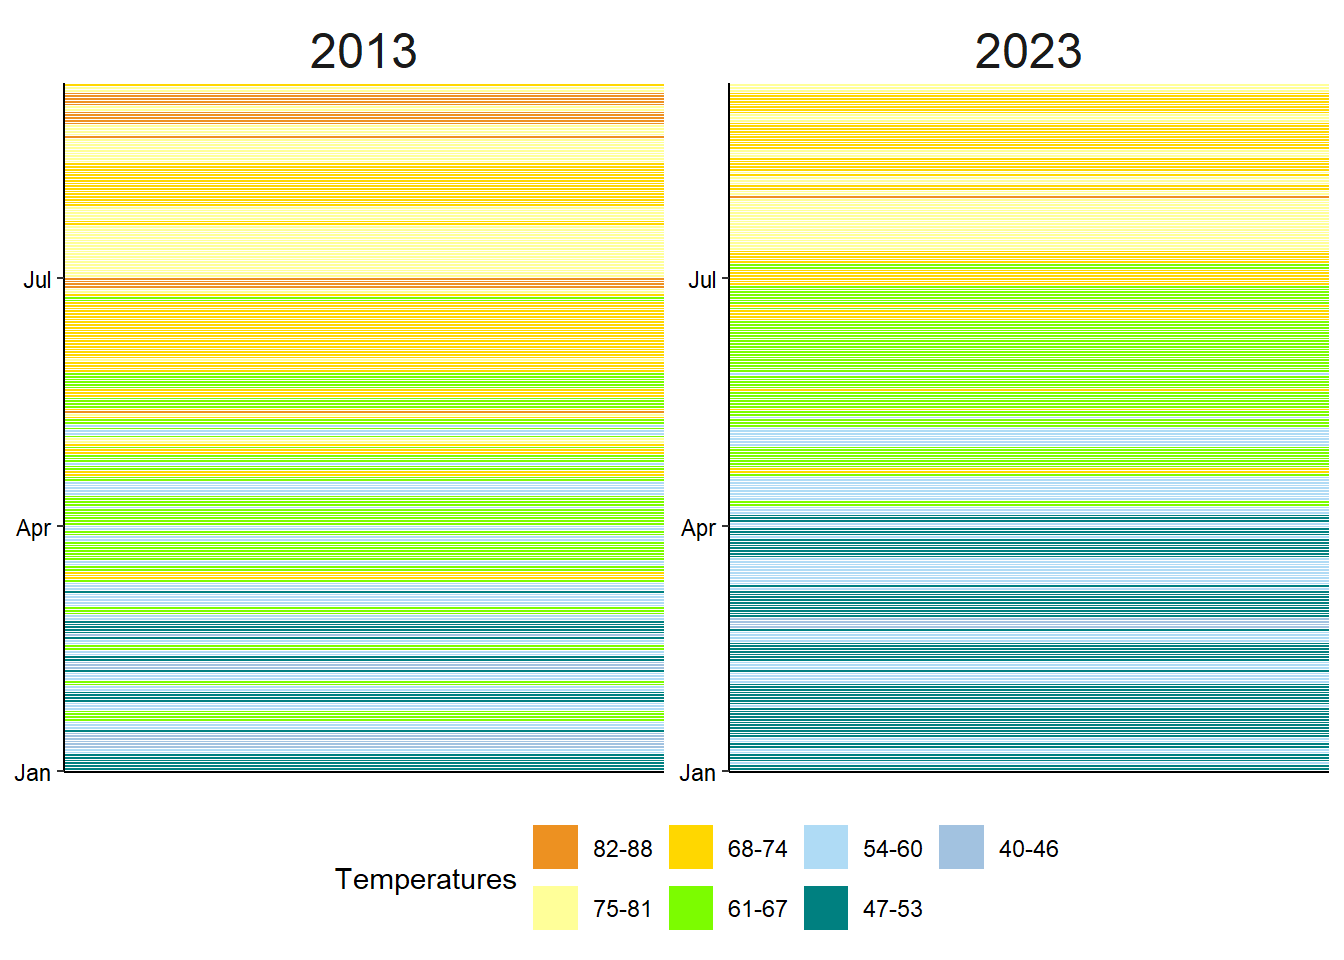 2013
2023
Jul
Apr
Jan
Jul
Apr
Jan
Temperatures
82-88
68-74
54-60
40-46
75-81
61-67
47-53